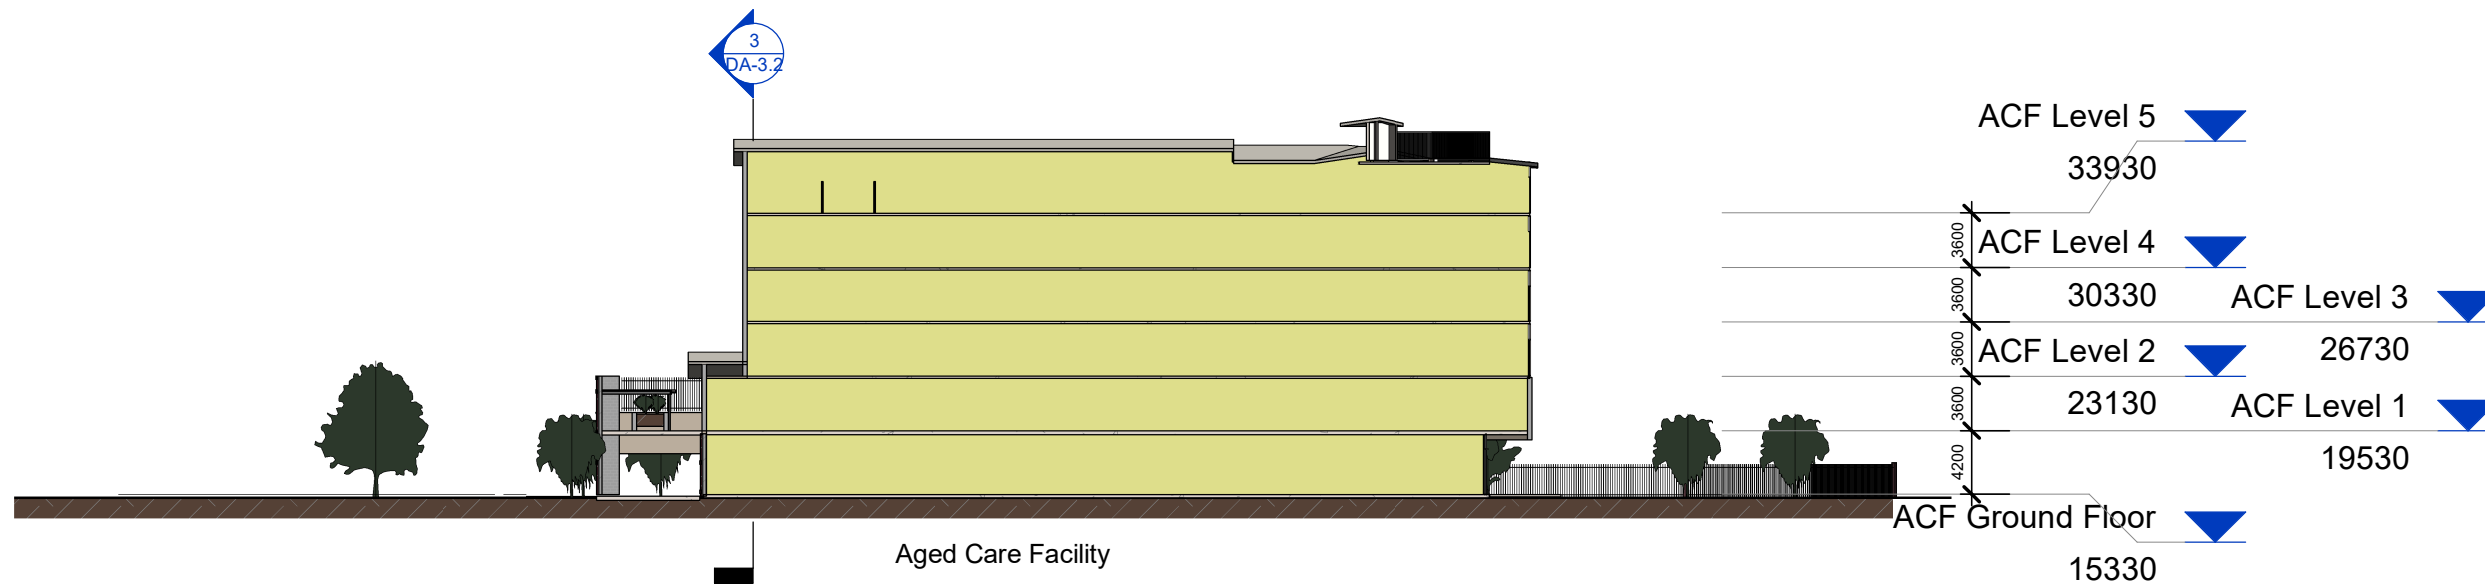 3
DA-3.2
ACF Level 5
33930
3600
ACF Level 4
30330
3600
ACF Level 3
26730
3600
ACF Level 2
23130
3600
ACF Level 1
19530
4200
ACF Ground Floor
15330
Aged Care Facility